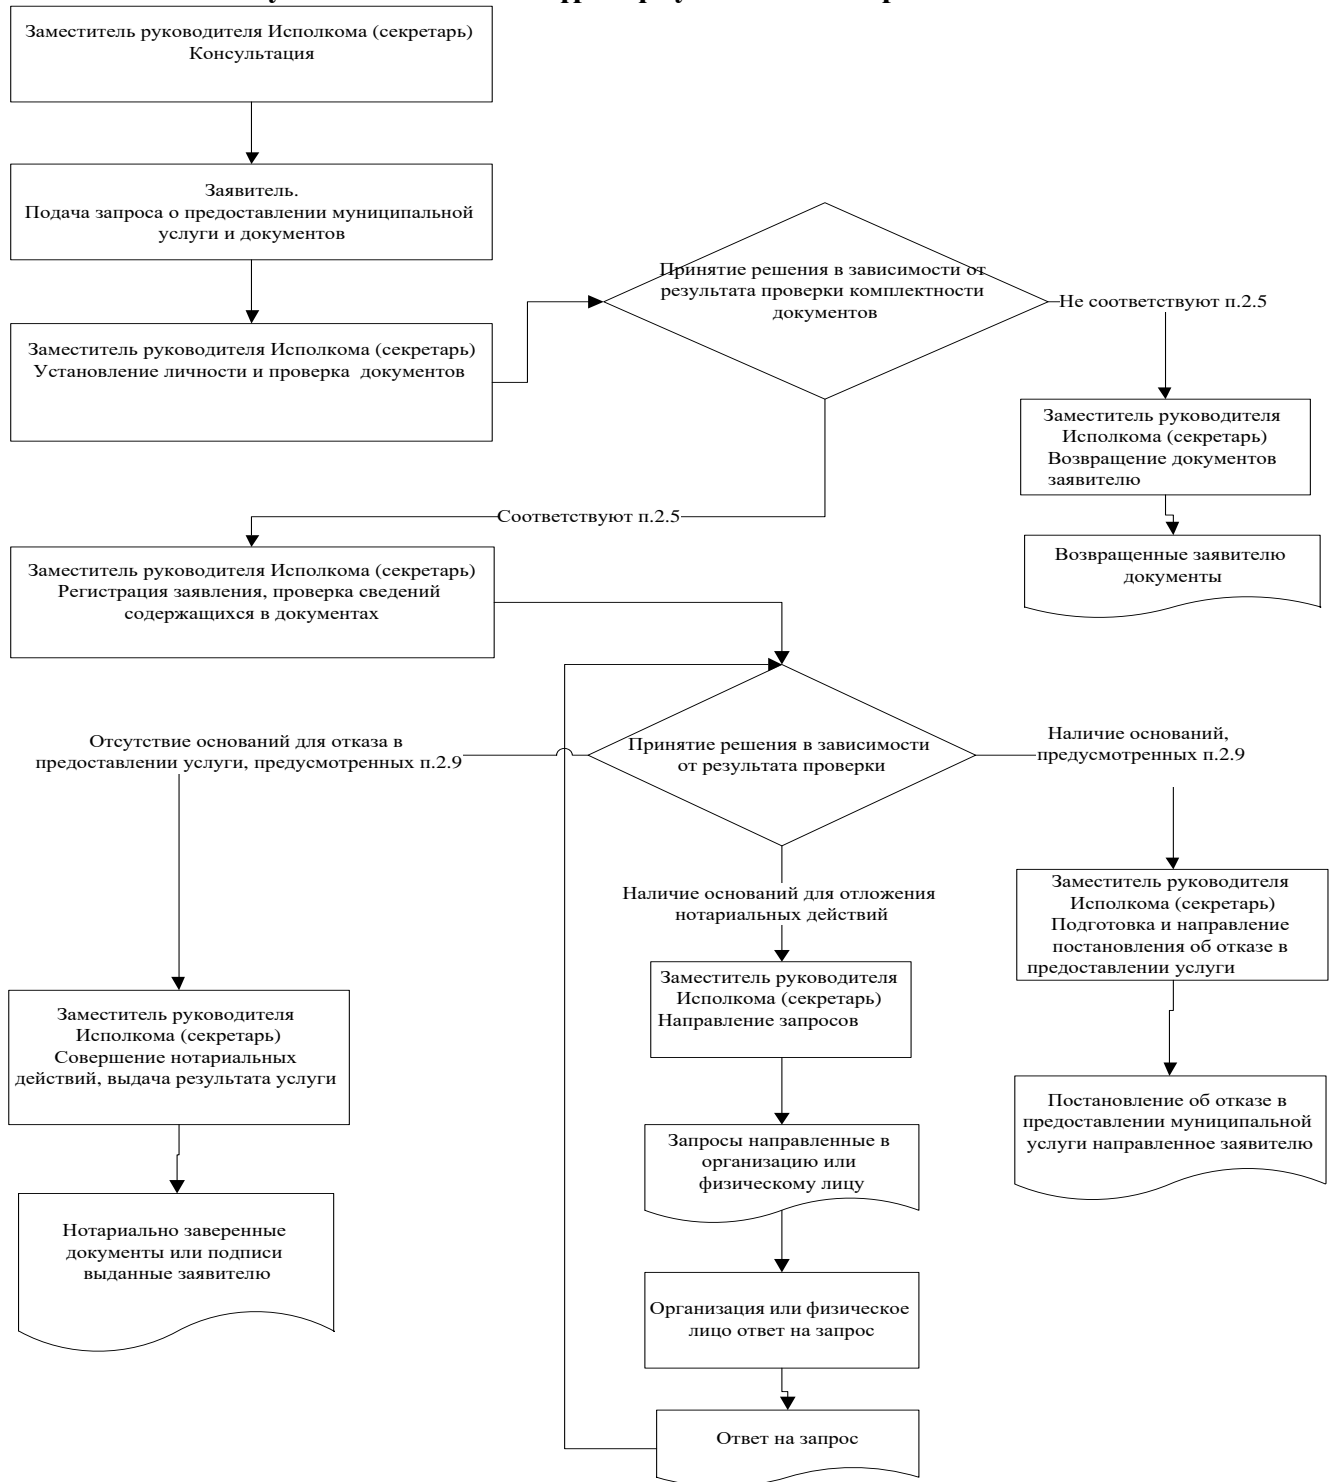 Заместитель руководителя Исполкома (секретарь)
Консультация
Заявитель.
Подача запроса о предоставлении муниципальной
услуги и документов
Заместитель руководителя Исполкома (секретарь)
Установление личности и проверка документов
Принятие решения в зависимости от
результата проверки комплектности
документов
Не соответствуют п.2.5
Заместитель руководителя
Исполкома (секретарь)
Возвращение документов
заявителю
Возвращенные заявителю
документы
Соответствуют п.2.5
Заместитель руководителя Исполкома (секретарь)
Регистрация заявления, проверка сведений
содержащихся в документах
Принятие решения в зависимости
от результата проверки
Отсутствие оснований для отказа в
предоставлении услуги, предусмотренных п.2.9
Наличие оснований,
предусмотренных п.2.9
Наличие оснований для отложения
нотариальных действий
Заместитель руководителя
Исполкома (секретарь)
Подготовка и направление
постановления об отказе в
предоставлении услуги
Заместитель руководителя
Исполкома (секретарь)
Направление запросов
Заместитель руководителя
Исполкома (секретарь)
Совершение нотариальных
действий, выдача результата услуги
Постановление об отказе в
предоставлении муниципальной
услуги направленное заявителю
Запросы направленные в
организацию или
физическому лицу
Нотариально заверенные
документы или подписи
выданные заявителю
Организация или физическое
лицо ответ на запрос
Ответ на запрос